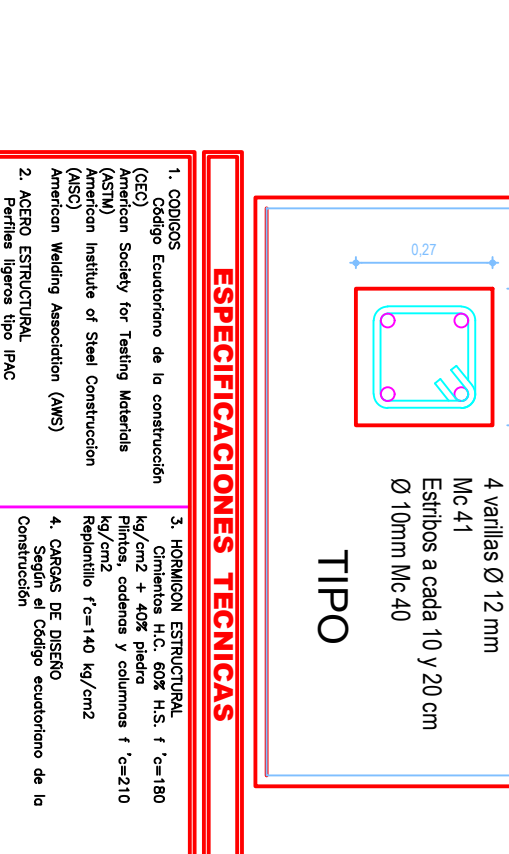 0,27
4 varillas Ø 12 mm
Mc 41
Estribos a cada 10 y 20 cm
Ø 10mm Mc 40
TIPO
ESPECIFICACIONES TECNICAS
1. CODIGOS
Código Ecuatoriano de la construcción
(CEC)
American Society for Testing Materials
(ASTM)
American Institute of Steel Construccion
(AISC)
American Welding Association (AWS)
2. ACERO ESTRUCTURAL
Perfiles ligeros tipo IPAC
3. HORMIGON ESTRUCTURAL
Cimientos H.C. 60% H.S. f 'c=180
kg/cm2 + 40% piedra
Plintos, cadenas y columnas f 'c=210
kg/cm2
Replantillo f'c=140 kg/cm2
4. CARGAS DE DISEÑO
Según el Código ecuatoriano de la
Construcción